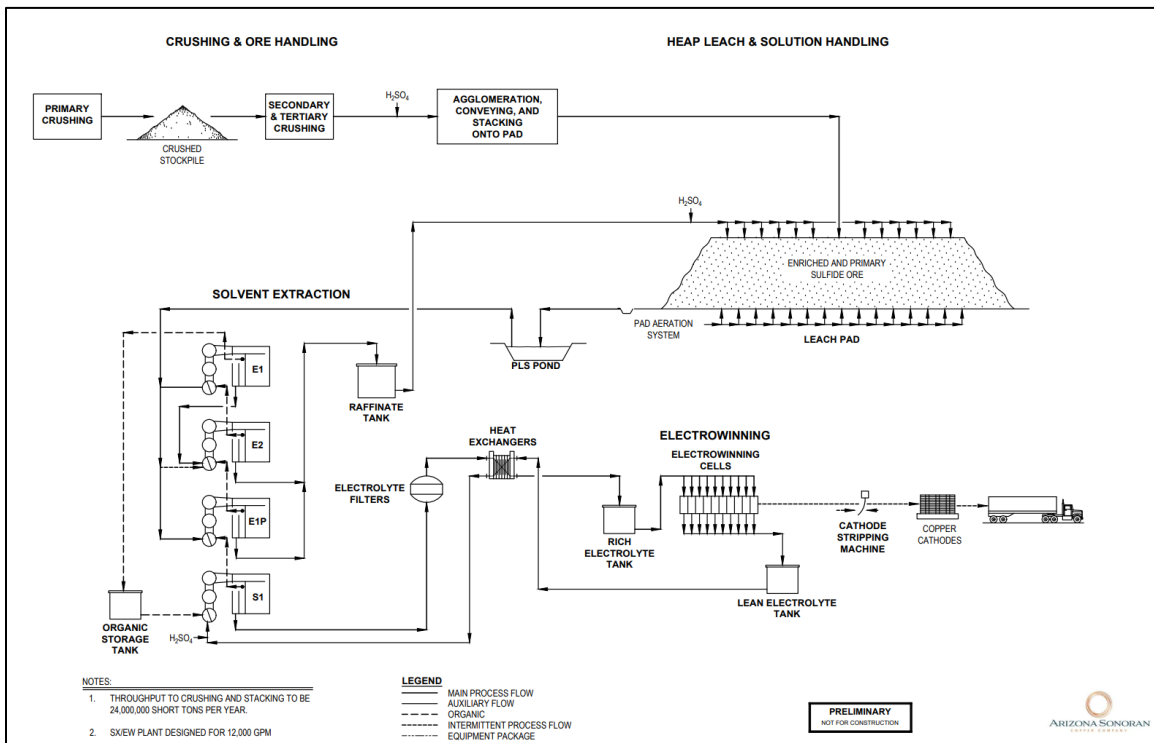 CRUSHING & ORE HANDLING
HEAP LEACH & SOLUTION HANDLING
PRIMARY
CRUSHING
CRUSHED
STOCKPILE
SECONDARY
& TERTIARY
CRUSHING
H2SO4
AGGLOMERATION,
CONVEYING, AND
STACKING
ONTO PAD
H2SO4
ENRICHED AND PRIMARY
SULFIDE ORE
PAD AERATION
SYSTEM
LEACH PAD
SOLVENT EXTRACTION
PLS POND
E1
E2
E1P
S1
RAFFINATE
TANK
ORGANIC
STORAGE
TANK
H2SO4
ELECTROLYTE
FILTERS
HEAT
EXCHANGERS
ELECTROWINNING
ELECTROWINNING
CELLS
RICH
ELECTROLYTE
TANK
LEAN ELECTROLYTE
TANK
CATHODE
STRIPPING
MACHINE
COPPER
CATHODES
NOTES:
1. THROUGHPUT TO CRUSHING AND STACKING TO BE
24,000,000 SHORT TONS PER YEAR.
2. SX/EW PLANT DESIGNED FOR 12,000 GPM
LEGEND
MAIN PROCESS FLOW
AUXILIARY FLOW
ORGANIC
INTERMITTENT PROCESS FLOW
EQUIPMENT PACKAGE
PRELIMINARY
NOT FOR CONSTRUCTION
ARIZONA SONORAN
COPPER COMPANY